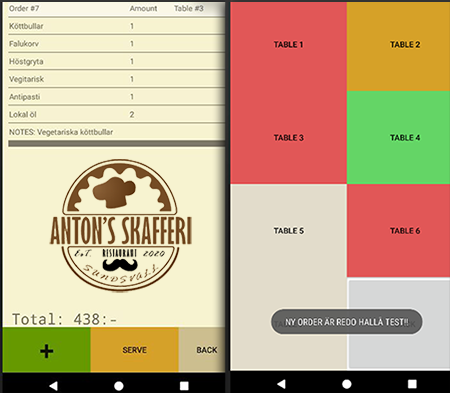 Order #7 Amount Table #3
Köttbullar 1
Falukorv 1
Höstgryta 1
Vegitarisk 1
Antipasti 1
Lokal öl 2
NOTES: Vegetariska köttbullar
ANTON'S SKAFFERI
EST. RESTAURANT 2020
SUNDSVALL
Total: 438:-
+ SERVE BACK
TABLE 1 TABLE 2
TABLE 3 TABLE 4
TABLE 5 TABLE 6
NY ORDER ÄR REDO HALLÅ TEST!!